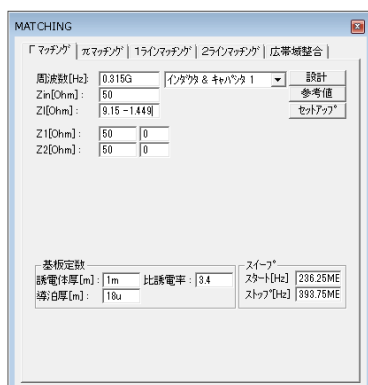 MATCHING
Γマッチング πマッチング 1ラインマッチング 2ラインマッチング 広帯域整合
周波数[Hz]: 0.315G インダクタ & キャパシタ 1 設計
Zin[Ohm]: 50 参考値
Zl[Ohm]: 9.15 -1.449j セットアップ
Z1[Ohm]: 50 0
Z2[Ohm]: 50 0
基板定数 スイープ
誘電体厚[m]: 1m 比誘電率: 3.4 スタート[Hz] 236.25ME
導泊厚[m]: 18u ストップ[Hz] 393.75ME